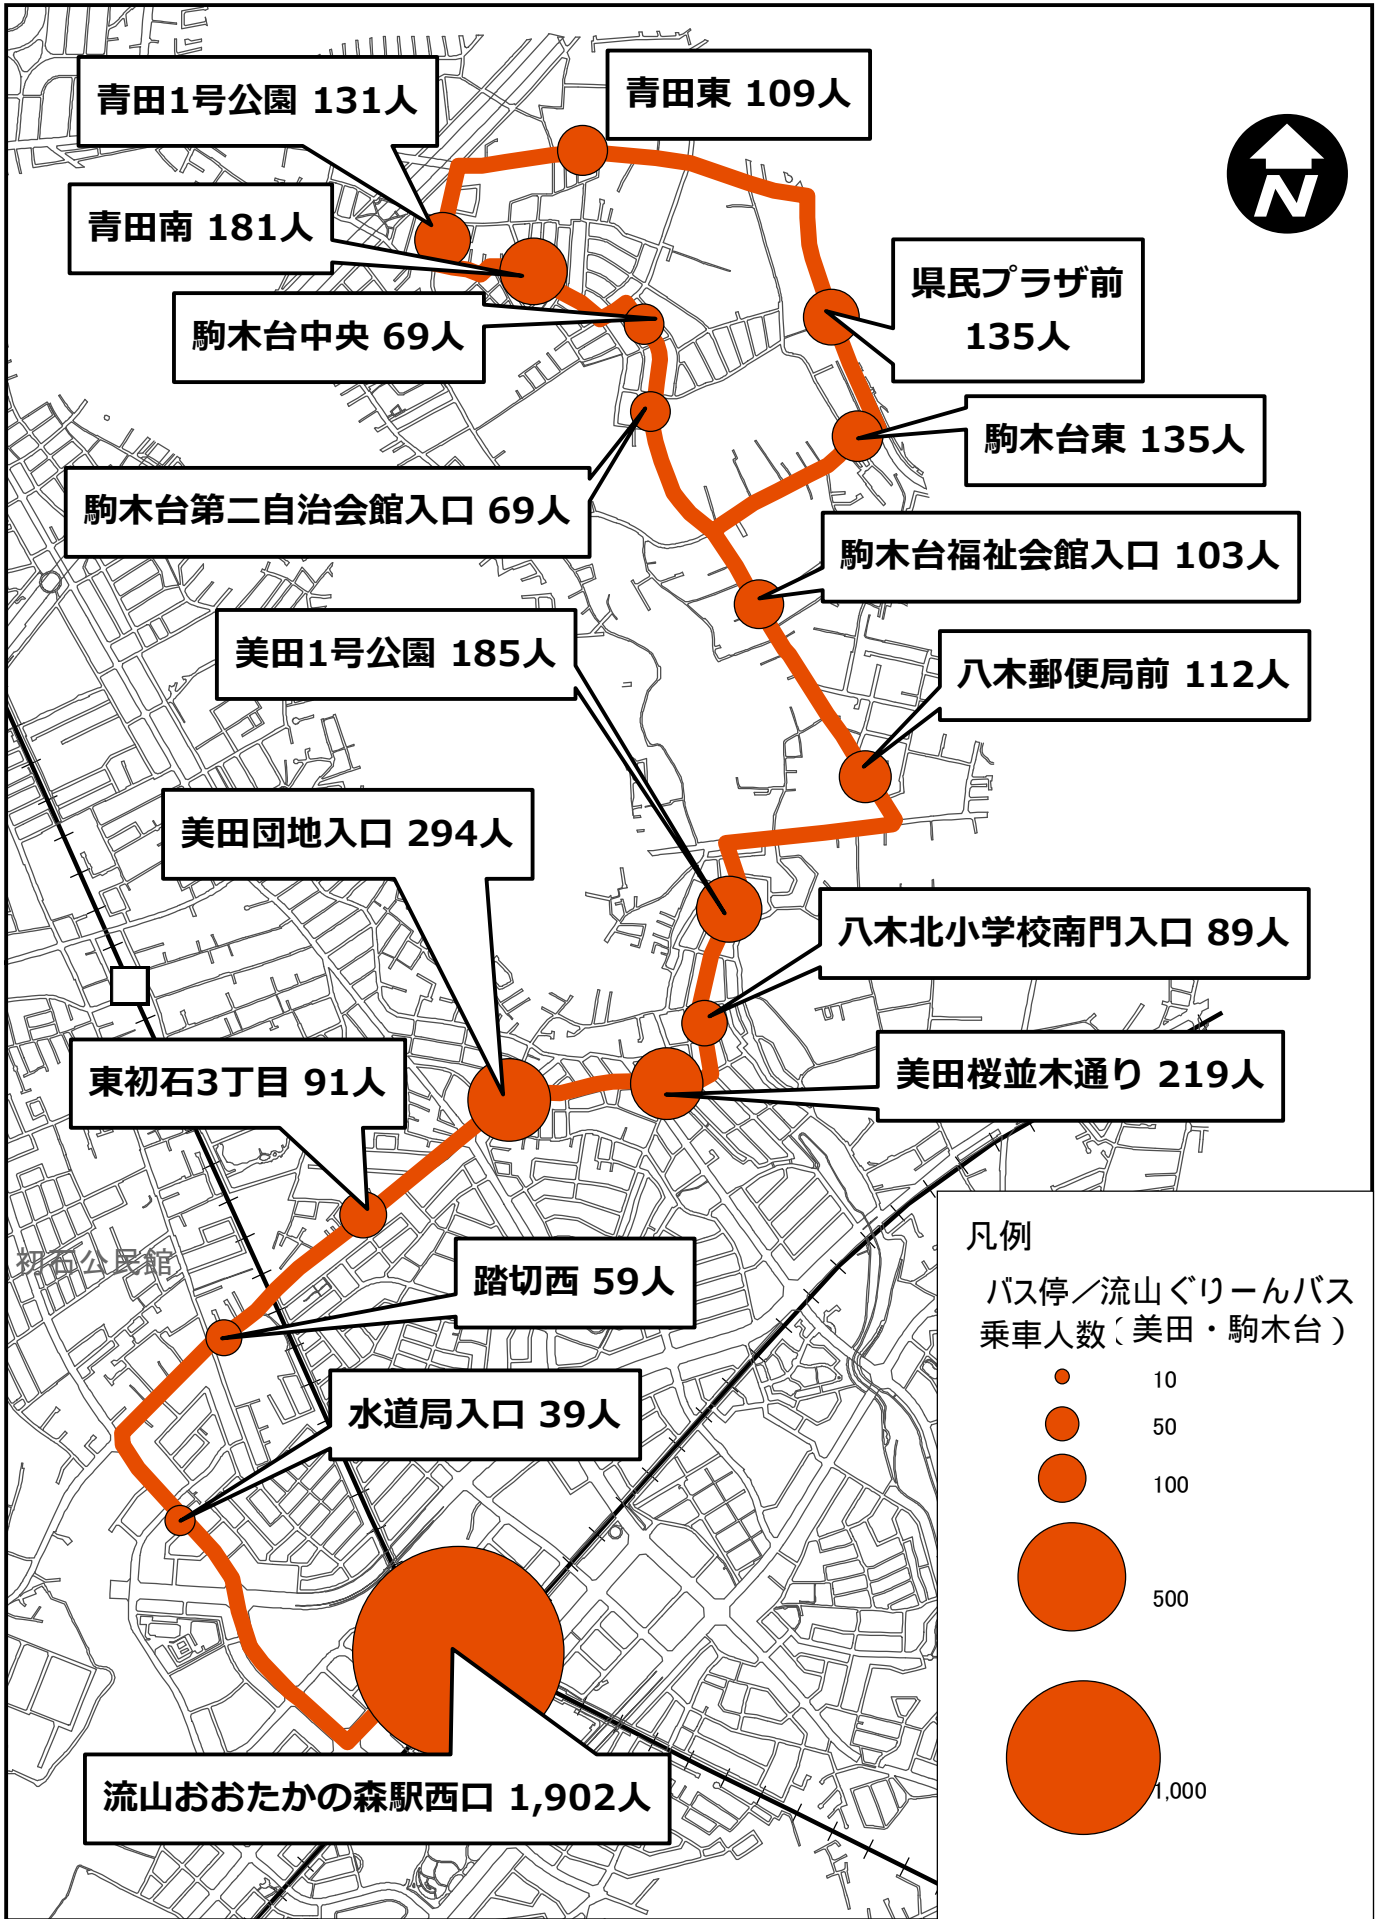 青田1号公園 131人
青田東 109人
N
青田南 181人
県民プラザ前
135人
駒木台中央 69人
駒木台東 135人
駒木台第二自治会館入口 69人
駒木台福祉会館入口 103人
美田1号公園 185人
八木郵便局前 112人
美田団地入口 294人
八木北小学校南門入口 89人
東初石3丁目 91人
美田桜並木通り 219人
初石公民館
踏切西 59人
水道局入口 39人
流山おおたかの森駅西口 1,902人
凡例
バス停／流山ぐりーんバス
乗車人数（美田・駒木台）
10
50
100
500
1,000